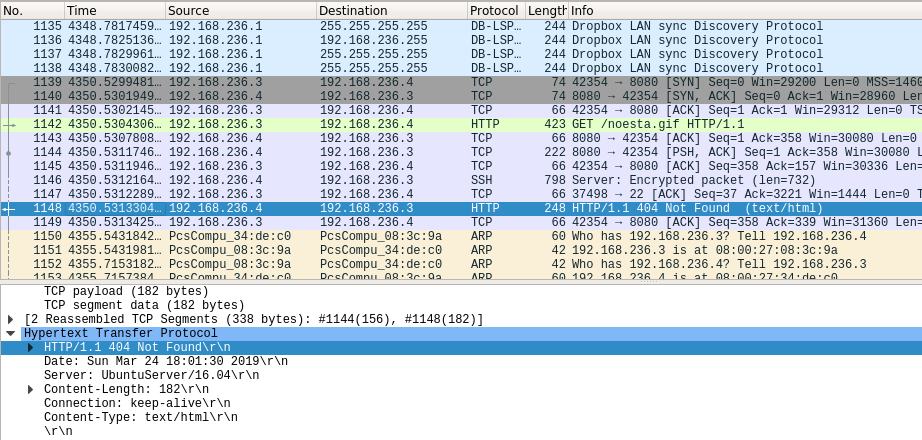 No. Time Source Destination Protocol Length Info
1135 4348.7817459… 192.168.236.1 255.255.255.255 DB-LSP… 244 Dropbox LAN sync Discovery Protocol
1136 4348.7825136… 192.168.236.1 192.168.236.255 DB-LSP… 244 Dropbox LAN sync Discovery Protocol
1137 4348.7829961… 192.168.236.1 255.255.255.255 DB-LSP… 244 Dropbox LAN sync Discovery Protocol
1138 4348.7830082… 192.168.236.1 255.255.255.255 DB-LSP… 244 Dropbox LAN sync Discovery Protocol
1139 4350.5299481… 192.168.236.3 192.168.236.4 TCP 74 42354 → 8080 [SYN] Seq=0 Win=29200 Len=0 MSS=1460
1140 4350.5301949… 192.168.236.4 192.168.236.3 TCP 74 8080 → 42354 [SYN, ACK] Seq=0 Ack=1 Win=28960 Len
1141 4350.5302145… 192.168.236.3 192.168.236.4 TCP 66 42354 → 8080 [ACK] Seq=1 Ack=1 Win=29312 Len=0 TS
1142 4350.5304306… 192.168.236.3 192.168.236.4 HTTP 423 GET /noesta.gif HTTP/1.1
1143 4350.5307808… 192.168.236.4 192.168.236.3 TCP 66 8080 → 42354 [ACK] Seq=1 Ack=358 Win=30080 Len=0
1144 4350.5311746… 192.168.236.4 192.168.236.3 TCP 222 8080 → 42354 [PSH, ACK] Seq=1 Ack=358 Win=30080 L
1145 4350.5311946… 192.168.236.3 192.168.236.4 TCP 66 42354 → 8080 [ACK] Seq=358 Ack=157 Win=30336 Len=
1146 4350.5312164… 192.168.236.4 192.168.236.3 SSH 798 Server: Encrypted packet (len=732)
1147 4350.5312289… 192.168.236.3 192.168.236.4 TCP 66 37498 → 22 [ACK] Seq=37 Ack=3221 Win=1444 Len=0 T
1148 4350.5313304… 192.168.236.4 192.168.236.3 HTTP 248 HTTP/1.1 404 Not Found (text/html)
1149 4350.5313425… 192.168.236.3 192.168.236.4 TCP 66 42354 → 8080 [ACK] Seq=358 Ack=339 Win=31360 Len=
1150 4355.5431842… PcsCompu_34:de:c0 PcsCompu_08:3c:9a ARP 60 Who has 192.168.236.3? Tell 192.168.236.4
1151 4355.5431981… PcsCompu_08:3c:9a PcsCompu_34:de:c0 ARP 42 192.168.236.3 is at 08:00:27:08:3c:9a
1152 4355.7153182… PcsCompu_08:3c:9a PcsCompu_34:de:c0 ARP 42 Who has 192.168.236.4? Tell 192.168.236.3
1153 4355.7157384… PcsCompu_34:de:c0 PcsCompu_08:3c:9a ARP 60 192.168.236.4 is at 08:00:27:34:de:c0
TCP payload (182 bytes)
TCP segment data (182 bytes)
[2 Reassembled TCP Segments (338 bytes): #1144(156), #1148(182)]
Hypertext Transfer Protocol
HTTP/1.1 404 Not Found\r\n
Date: Sun Mar 24 18:01:30 2019\r\n
Server: UbuntuServer/16.04\r\n
Content-Length: 182\r\n
Connection: keep-alive\r\n
Content-Type: text/html\r\n
\r\n